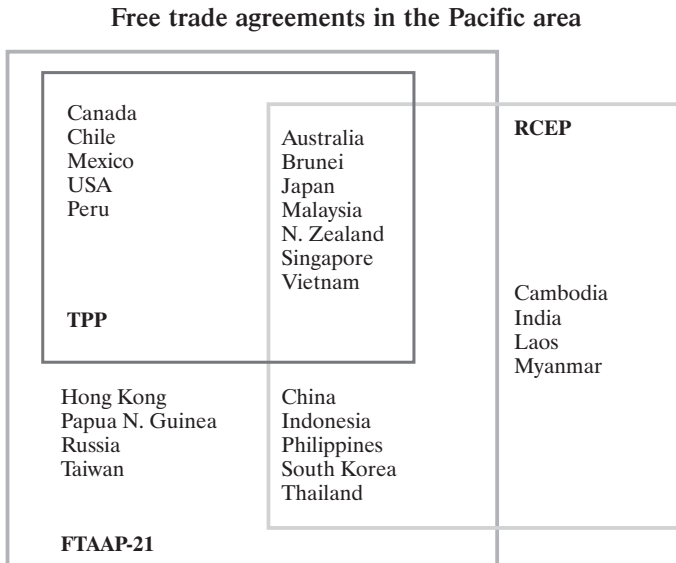 Free trade agreements in the Pacific area
Canada
Chile
Mexico
USA
Peru
TPP
Australia
Brunei
Japan
Malaysia
N. Zealand
Singapore
Vietnam
RCEP
Cambodia
India
Laos
Myanmar
Hong Kong
Papua N. Guinea
Russia
Taiwan
China
Indonesia
Philippines
South Korea
Thailand
FTAAP-21